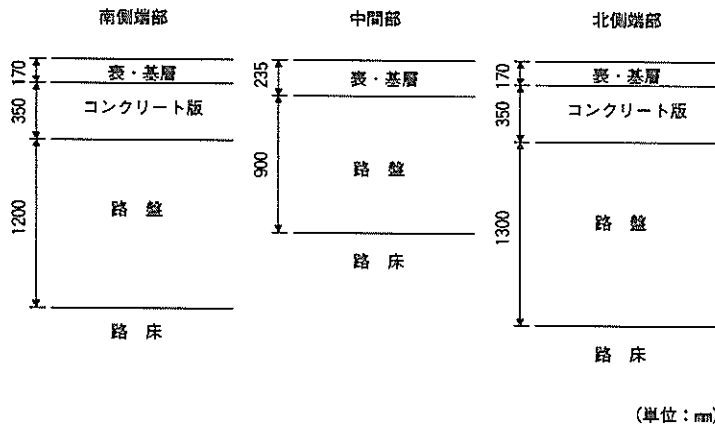 南側端部
170
表・基層
350
コンクリート版
1200
路 盤
路 床
中間部
235
表・基層
900
路 盤
路 床
北側端部
170
表・基層
350
コンクリート版
1300
路 盤
路 床
(単位:㎜)